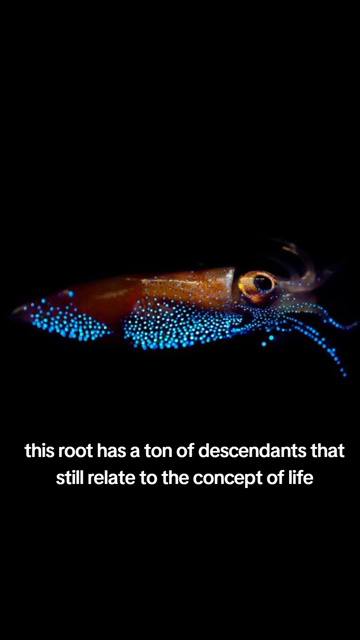 this root has a ton of descendants that
still relate to the concept of life